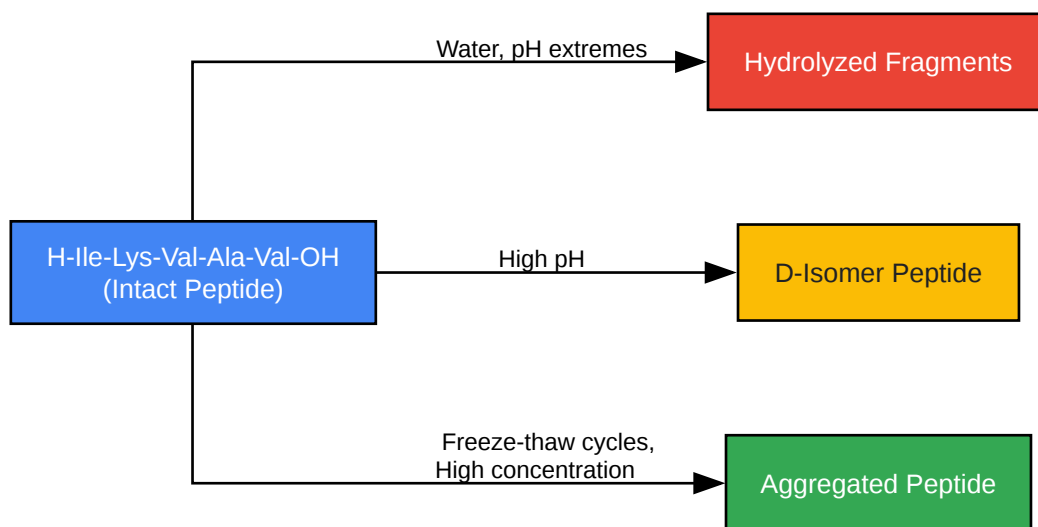 Water, pH extremes
Hydrolyzed Fragments
H-Ile-Lys-Val-Ala-Val-OH
(Intact Peptide)
High pH
D-Isomer Peptide
Freeze-thaw cycles,
High concentration
Aggregated Peptide